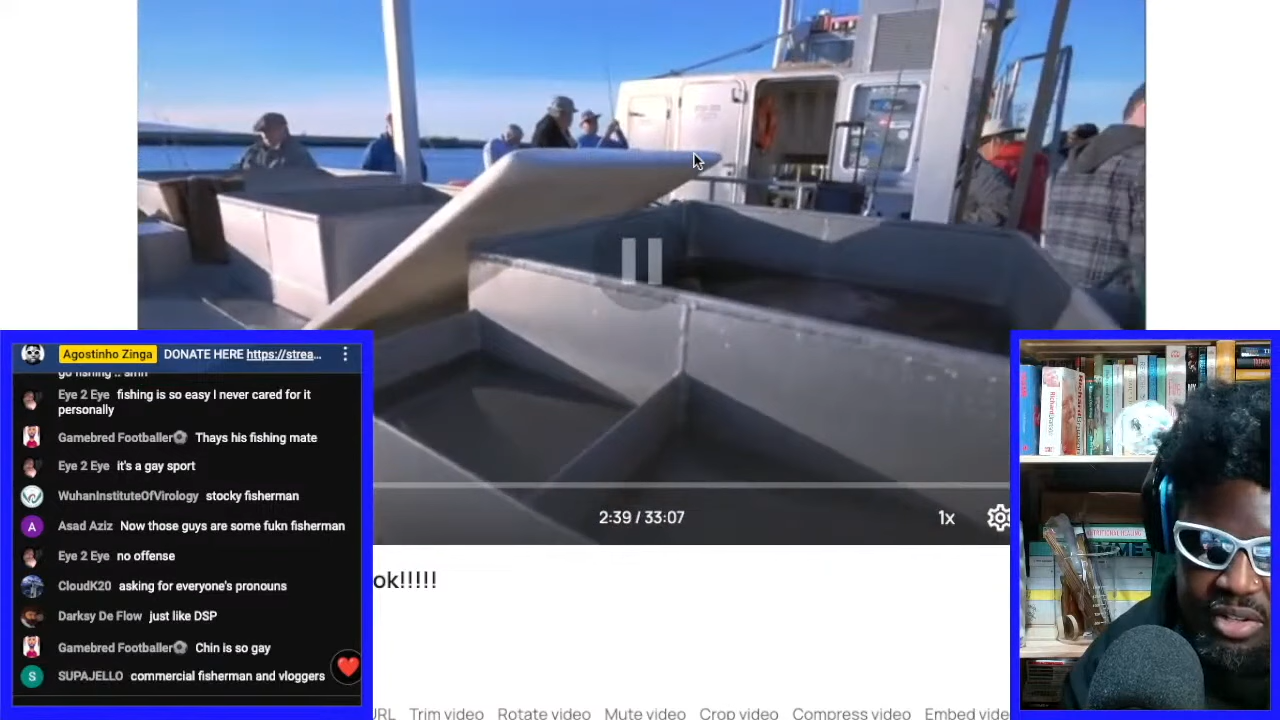 2:39 / 33:07
1x
Agostinho Zinga DONATE HERE https://strea...
go fishing .. smh
Eye 2 Eye fishing is so easy I never cared for it
personally
Gamebred Footballer Thays his fishing mate
Eye 2 Eye it's a gay sport
WuhanInstituteOfVirology stocky fisherman
A
Asad Aziz Now those guys are some fukn fisherman
Eye 2 Eye no offense
CloudK20 asking for everyone's pronouns
Darksy De Flow just like DSP
Gamebred Footballer Chin is so gay
S
SUPAJELLO commercial fisherman and vloggers
ok!!!!!
URL Trim video Rotate video Mute video Crop video Compress video Embed vide